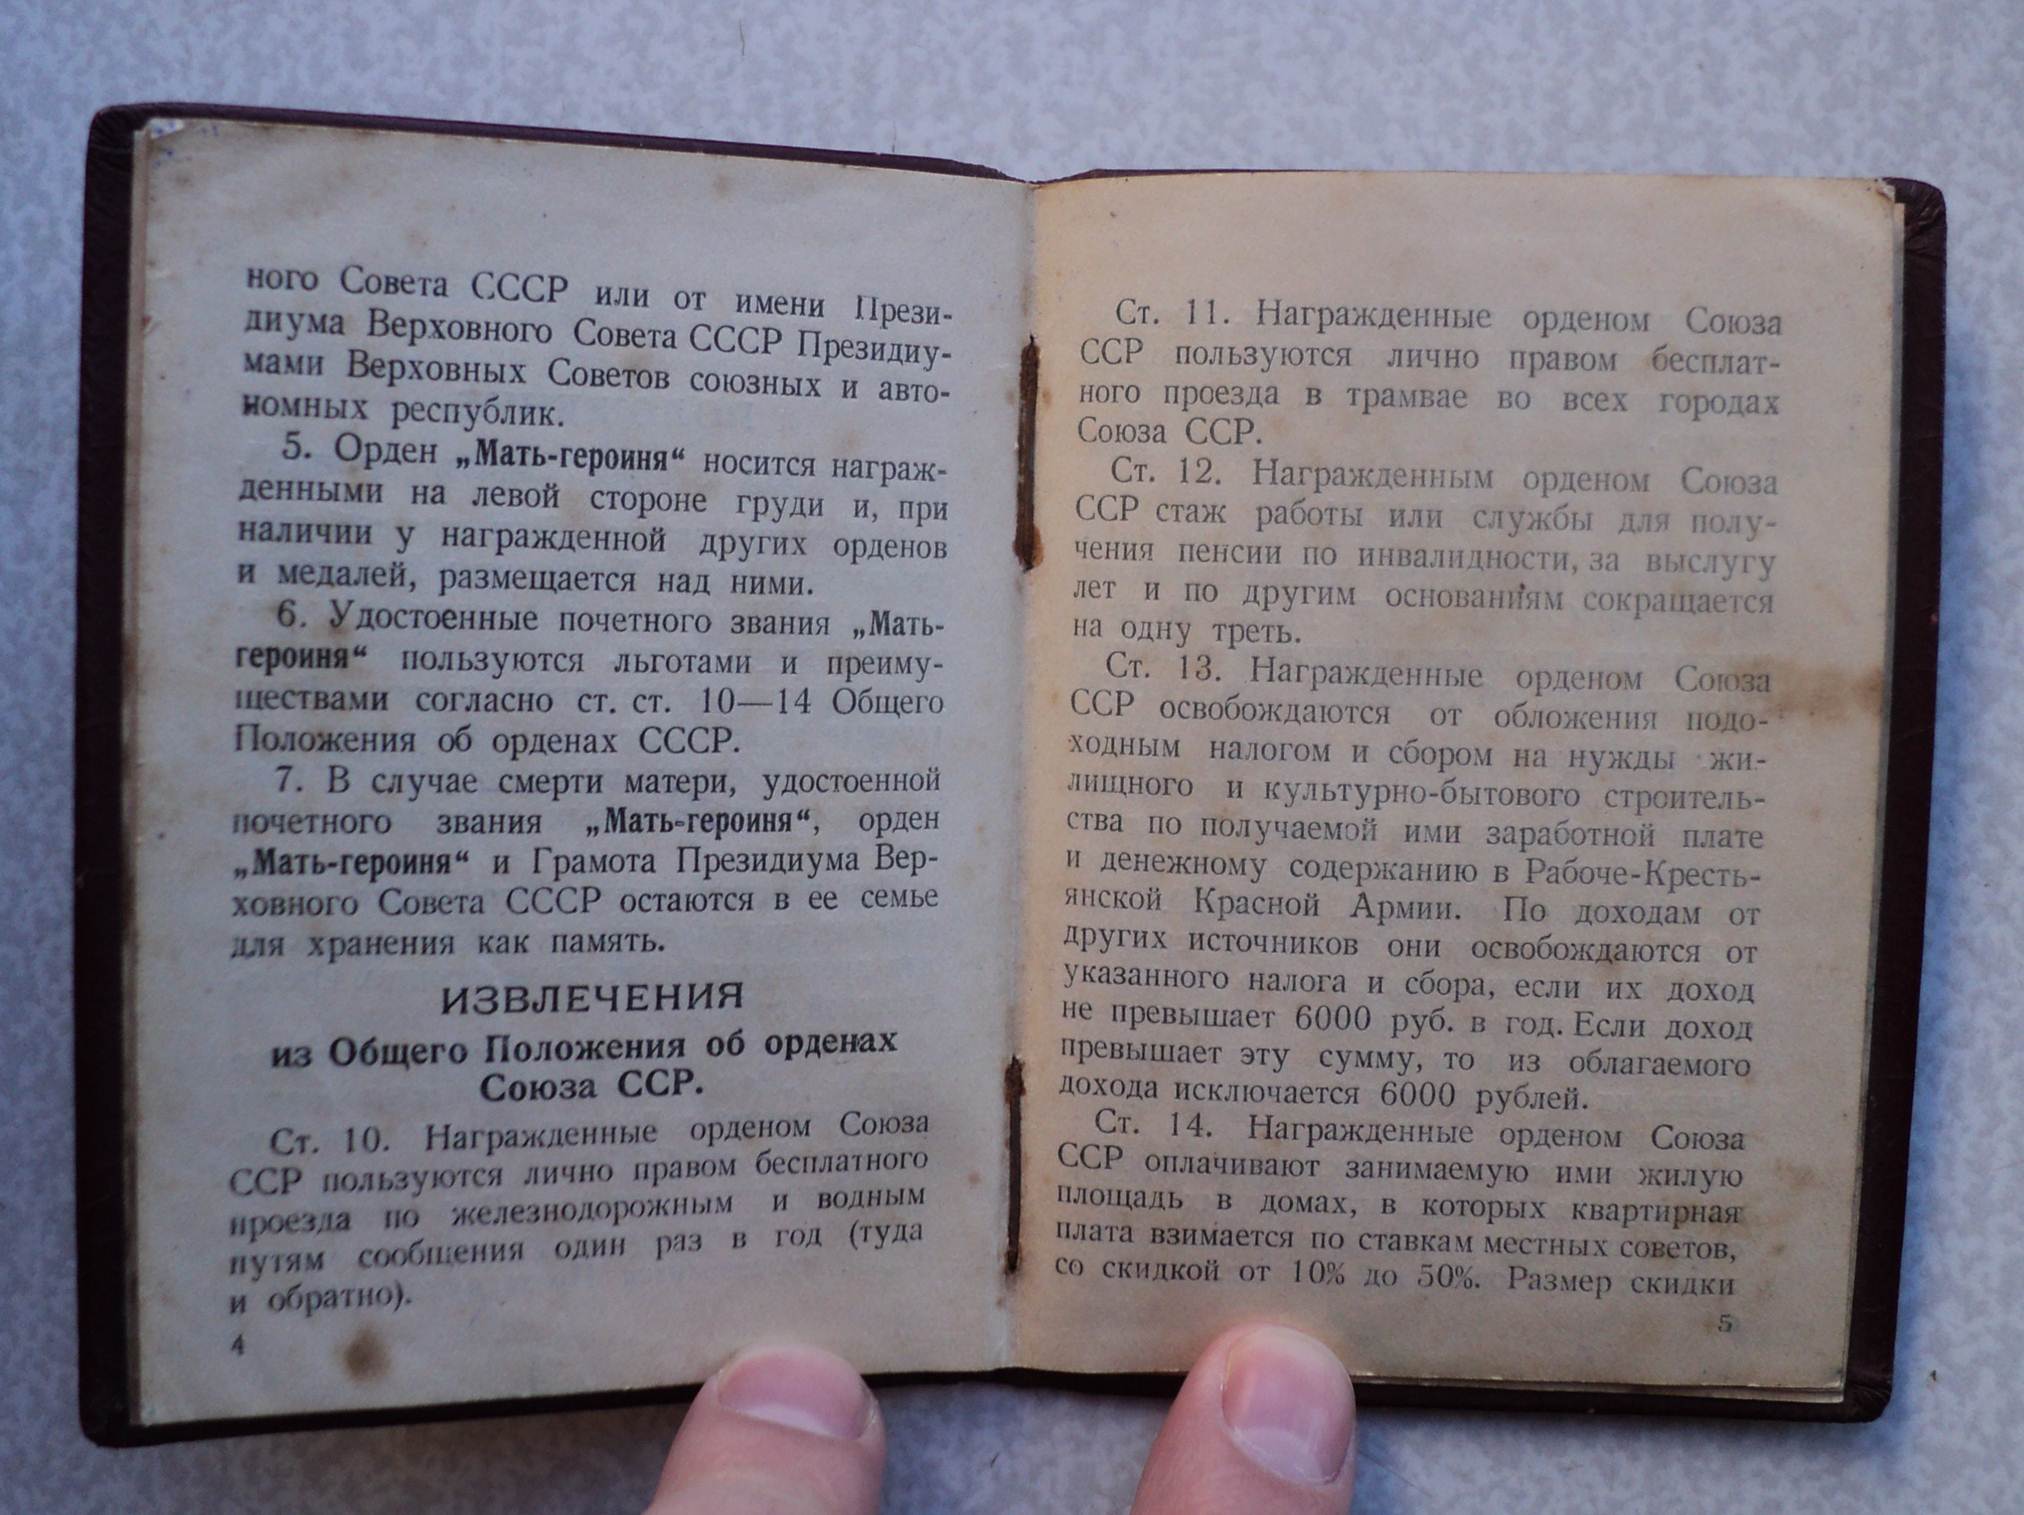 ного Совета СССР или от имени Прези-
диума Верховного Совета СССР Президиу-
мами Верховных Советов союзных и авто-
номных республик.
5. Орден „Мать-героиня“ носится награж-
денными на левой стороне груди и, при
наличии у награжденной других орденов
и медалей, размещается над ними.
6. Удостоенные почетного звания „Мать-
героиня“ пользуются льготами и преиму-
ществами согласно ст. ст. 10—14 Общего
Положения об орденах СССР.
7. В случае смерти матери, удостоенной
почетного звания „Мать-героиня“, орден
„Мать-героиня“ и Грамота Президиума Вер-
ховного Совета СССР остаются в ее семье
для хранения как память.
ИЗВЛЕЧЕНИЯ
из Общего Положения об орденах
Союза ССР.
Ст. 10. Награжденные орденом Союза
ССР пользуются лично правом бесплатного
проезда по железнодорожным и водным
путям сообщения один раз в год (туда
и обратно).
4
Ст. 11. Награжденные орденом Союза
ССР пользуются лично правом бесплат-
ного проезда в трамвае во всех городах
Союза ССР.
Ст. 12. Награжденным орденом Союза
ССР стаж работы или службы для полу-
чения пенсии по инвалидности, за выслугу
лет и по другим основаниям сокращается
на одну треть.
Ст. 13. Награжденные орденом Союза
ССР освобождаются от обложения подо-
ходным налогом и сбором на нужды жи-
лищного и культурно-бытового строитель-
ства по получаемой ими заработной плате
и денежному содержанию в Рабоче-Кресть-
янской Красной Армии. По доходам от
других источников они освобождаются от
указанного налога и сбора, если их доход
не превышает 6000 руб. в год. Если доход
превышает эту сумму, то из облагаемого
дохода исключается 6000 рублей.
Ст. 14. Награжденные орденом Союза
ССР оплачивают занимаемую ими жилую
площадь в домах, в которых квартирная
плата взимается по ставкам местных советов,
со скидкой от 10% до 50%. Размер скидки
5